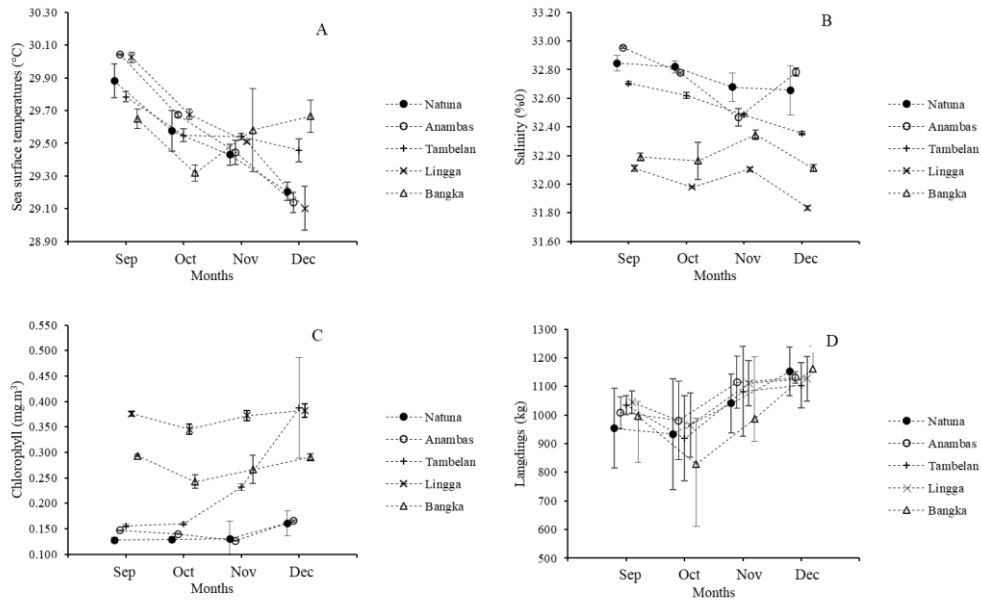 A
Sea surface temperatures (°C)
30.30
30.10
29.90
29.70
29.50
29.30
29.10
28.90
Sep Oct Nov Dec
Months
Natuna
Anambas
Tambelan
Lingga
Bangka
B
Salinity (%0)
33.20
33.00
32.80
32.60
32.40
32.20
32.00
31.80
31.60
Sep Oct Nov Dec
Months
Natuna
Anambas
Tambelan
Lingga
Bangka
C
Chlorophyll (mg.m³)
0.550
0.500
0.450
0.400
0.350
0.300
0.250
0.200
0.150
0.100
Sep Oct Nov Dec
Months
Natuna
Anambas
Tambelan
Lingga
Bangka
D
Langdings (kg)
1300
1200
1100
1000
900
800
700
600
500
Sep Oct Nov Dec
Months
Natuna
Anambas
Tambelan
Lingga
Bangka